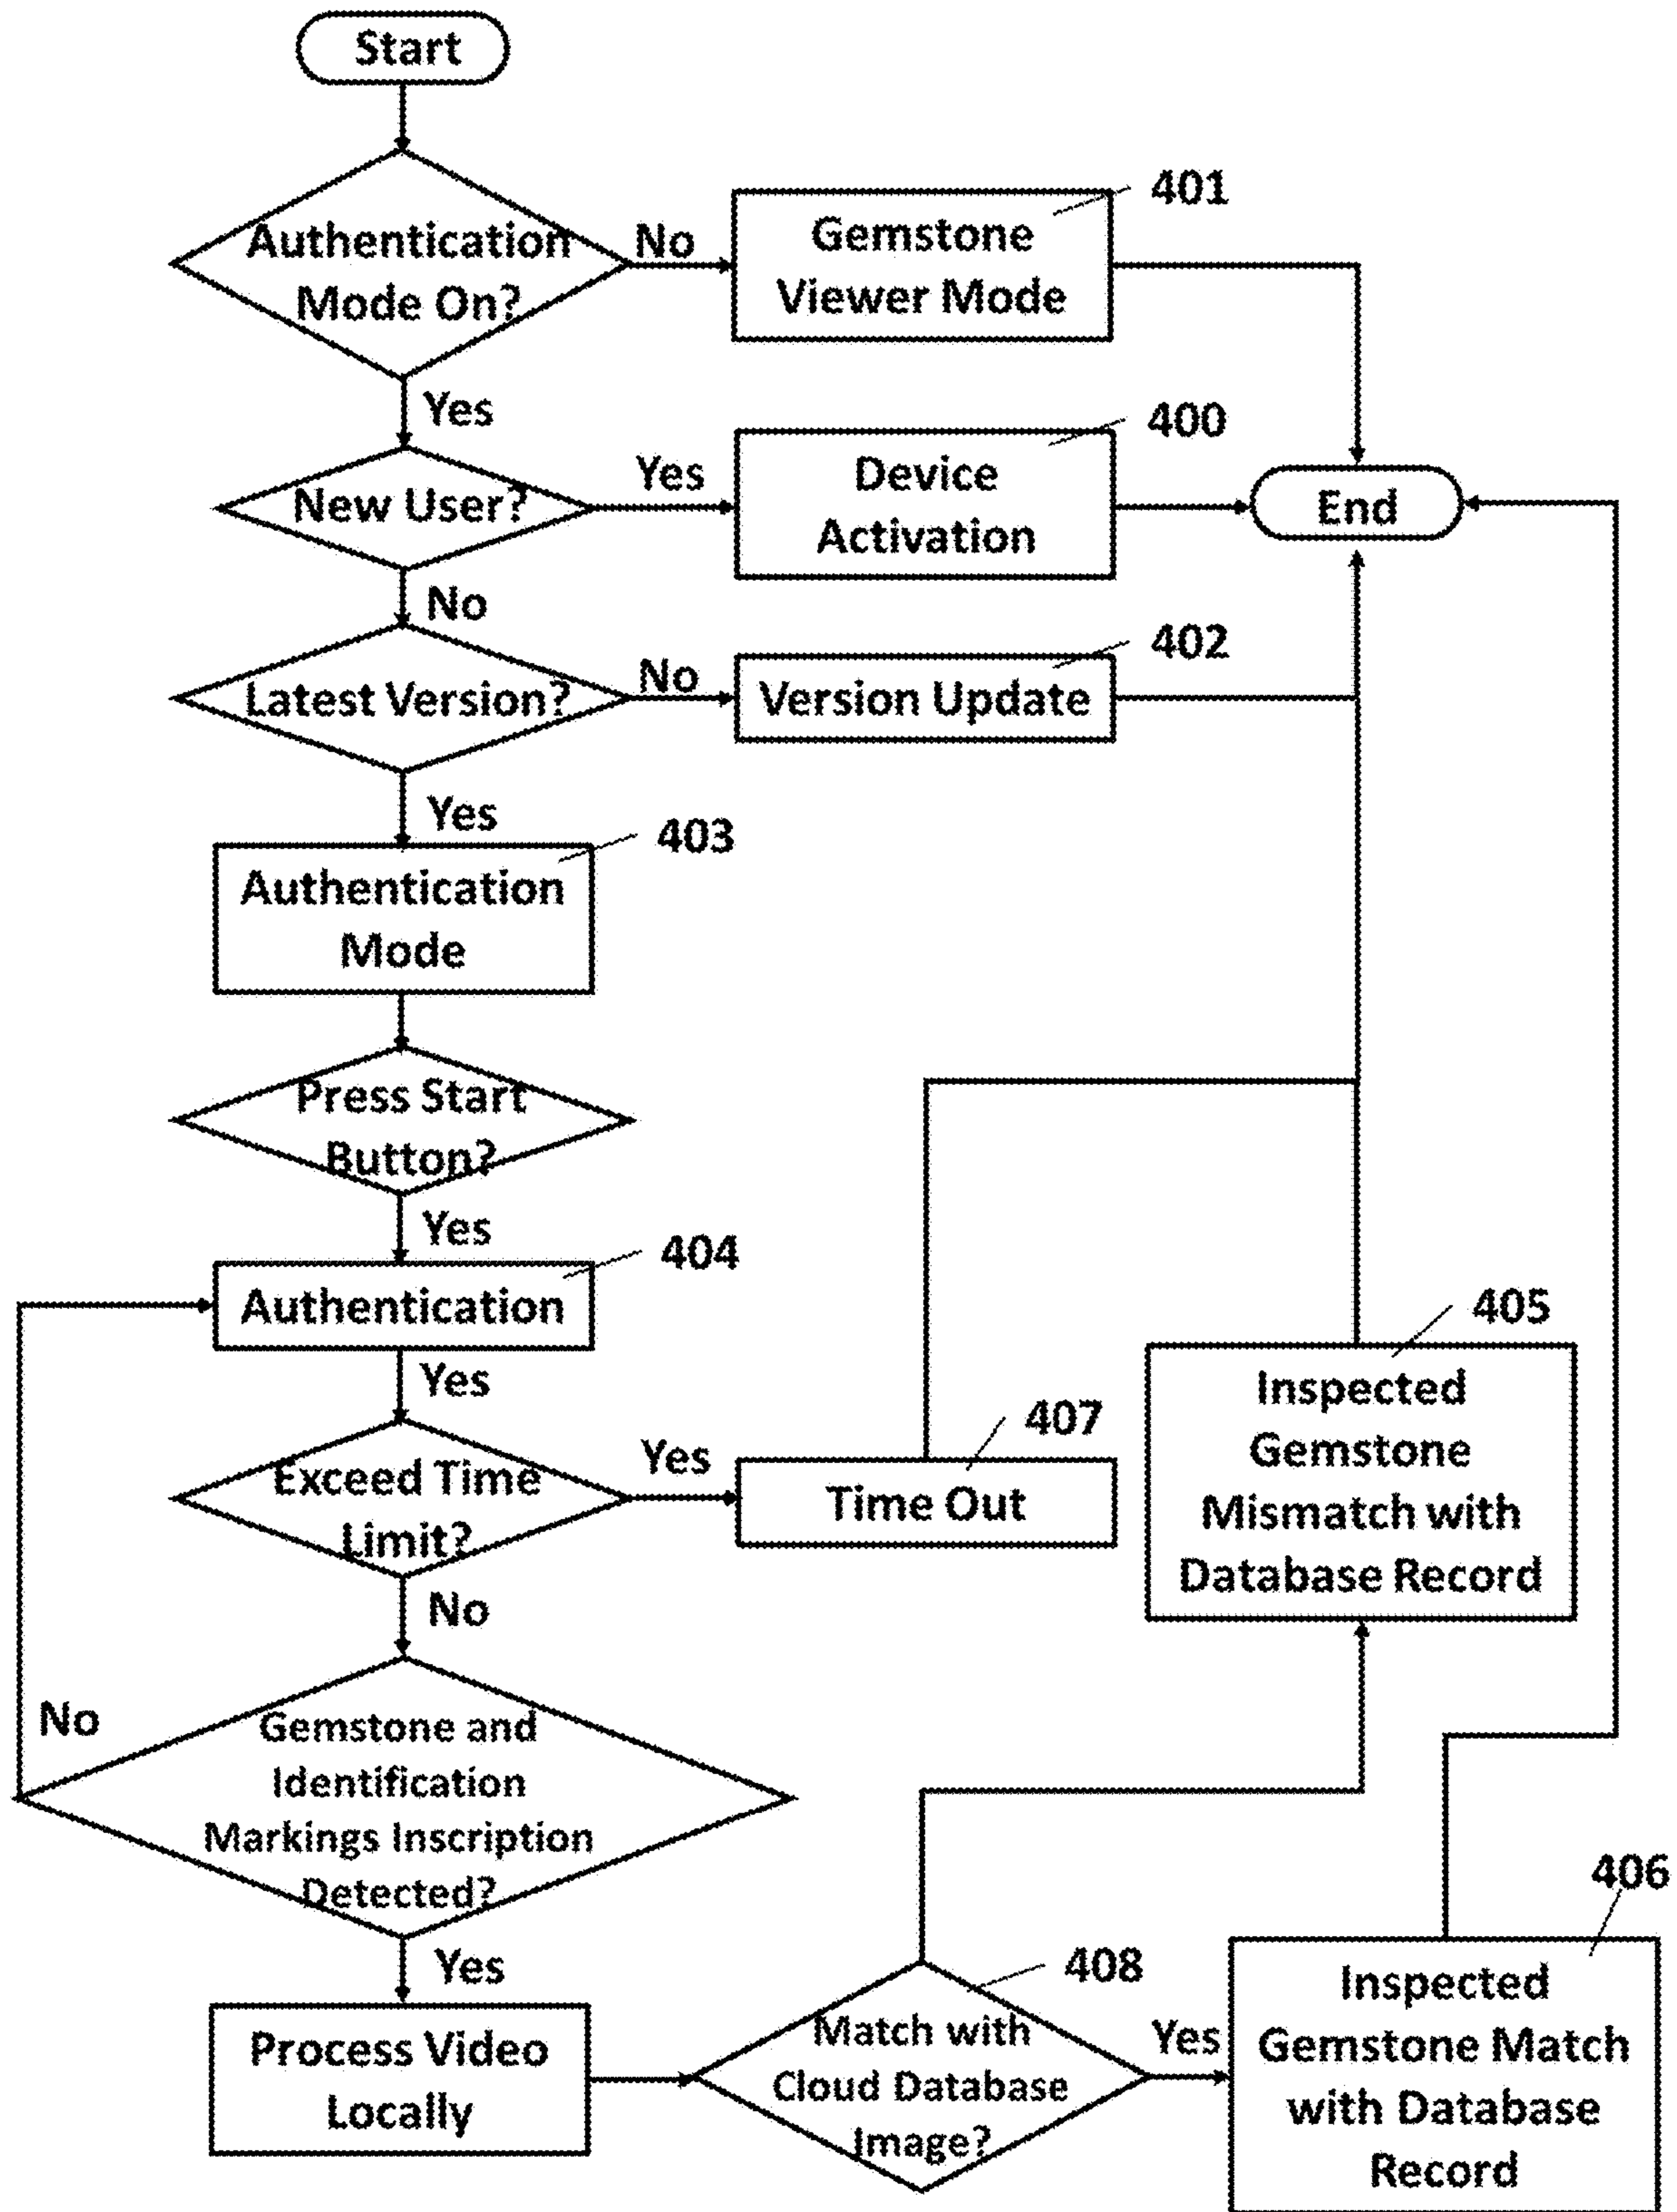 Start
Authentication
Mode On?
No
Gemstone
Viewer Mode
401
Yes
New User?
Yes
Device
Activation
400
End
No
Latest Version?
No
Version Update
402
Yes
Authentication
Mode
403
Press Start
Button?
Yes
Authentication
404
Yes
Exceed Time
Limit?
Yes
Time Out
407
Inspected
Gemstone
Mismatch with
Database Record
405
No
No
Gemstone and
Identification
Markings Inscription
Detected?
Yes
Process Video
Locally
Match with
Cloud Database
Image?
408
Yes
Inspected
Gemstone Match
with Database
Record
406